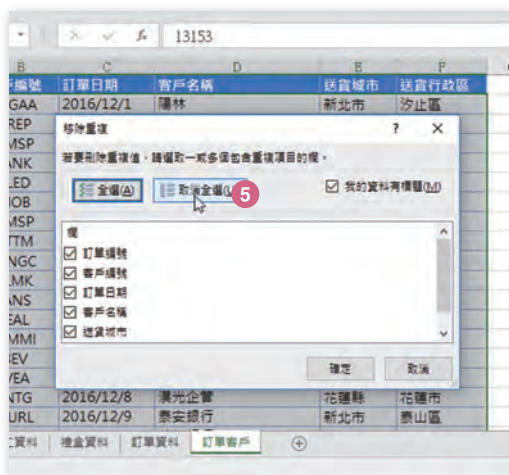 fx 13153
B C D E F
編號 訂單日期 客戶名稱 送貨城市 送貨行政區
GAA 2016/12/1 陽林 新北市 汐止區
REP
MSP
ANK
LED
OB
MSP
TM
NGC
LMK
ANS
EAL
MMI
BEV
VEA
移除重複 ? ×
若要刪除重複值，請選取一或多個包含重複項目的欄。
全選(A) 取消全選(U) 5 我的資料有標題(M)
欄
訂單編號
客戶編號
訂單日期
客戶名稱
送貨城市
確定 取消
NTG 2016/12/8 漢光企管 花蓮縣 花蓮市
URL 2016/12/9 泰安銀行 新北市 泰山區
資料 禮盒資料 訂單資料 訂單客戶